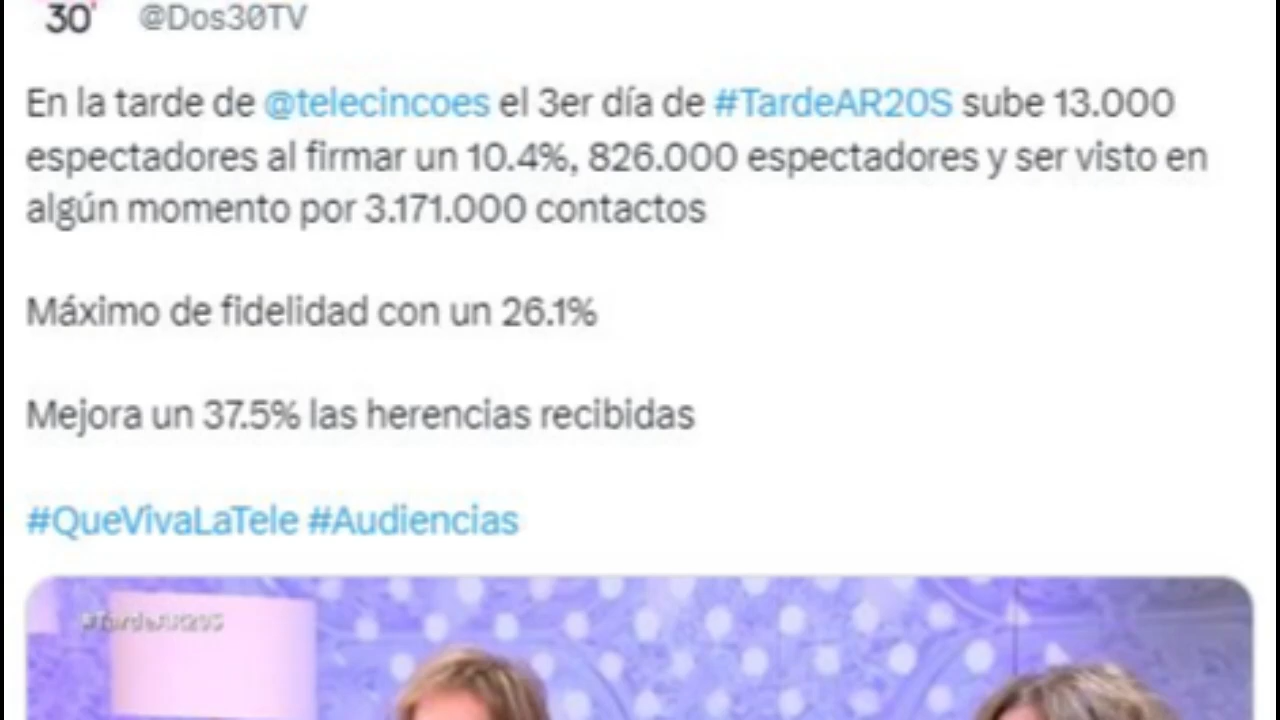 30'
@Dos30TV
En la tarde de @telecincoes el 3er día de #TardeAR20S sube 13.000
espectadores al firmar un 10.4%, 826.000 espectadores y ser visto en
algún momento por 3.171.000 contactos
Máximo de fidelidad con un 26.1%
Mejora un 37.5% las herencias recibidas
#QueVivaLaTele #Audiencias
#TardeAR20S